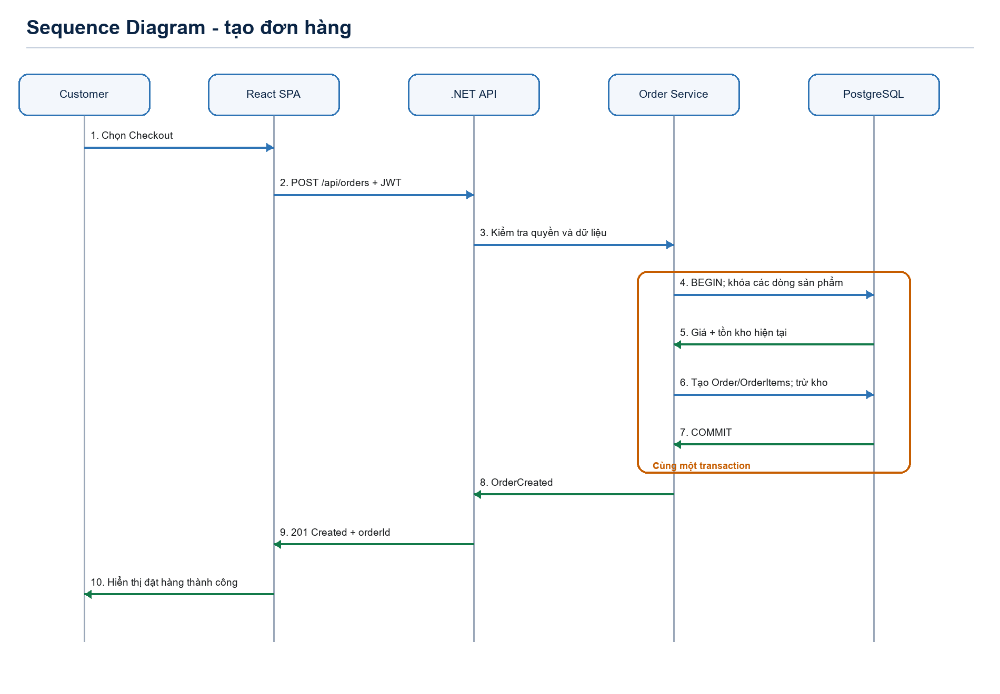 Sequence Diagram - tạo đơn hàng
Customer
React SPA
.NET API
Order Service
PostgreSQL
1. Chọn Checkout
2. POST /api/orders + JWT
3. Kiểm tra quyền và dữ liệu
4. BEGIN; khóa các dòng sản phẩm
5. Giá + tồn kho hiện tại
6. Tạo Order/OrderItems; trừ kho
7. COMMIT
Cùng một transaction
8. OrderCreated
9. 201 Created + orderId
10. Hiển thị đặt hàng thành công